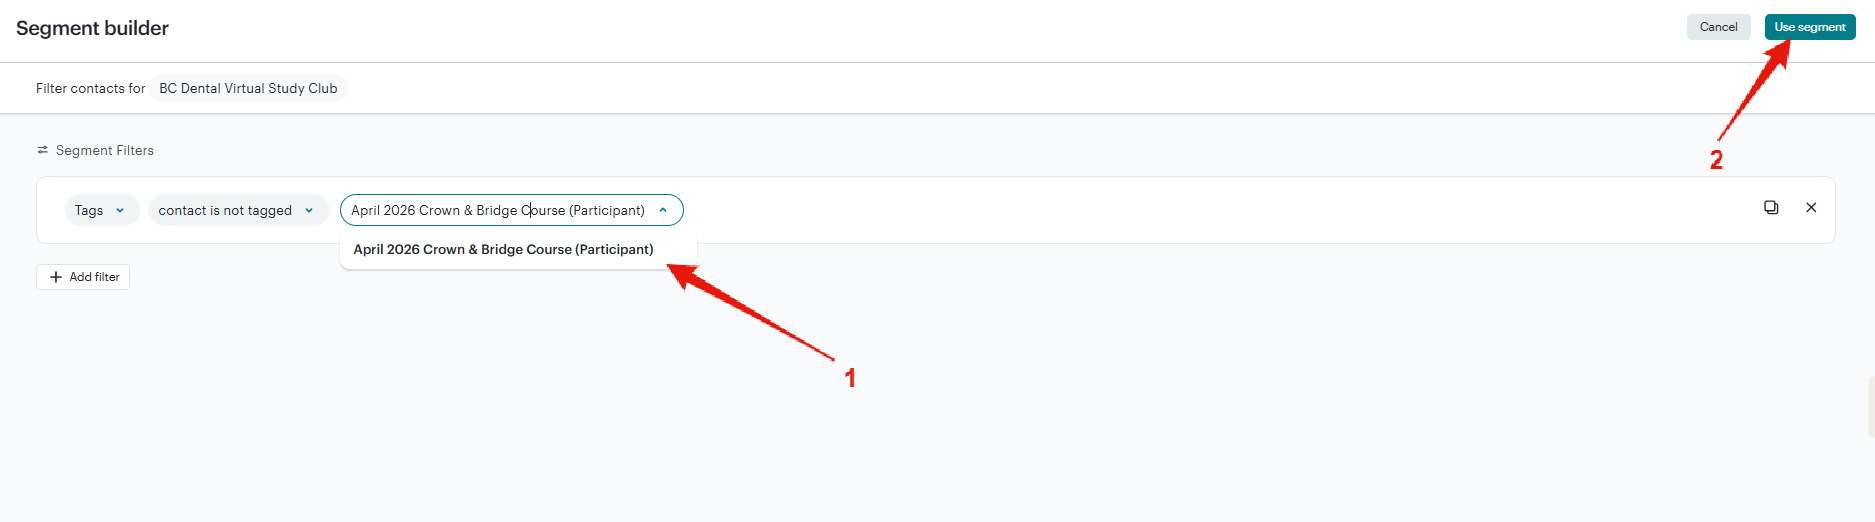 Segment builder
Cancel
Use segment
Filter contacts for BC Dental Virtual Study Club
2
Segment Filters
Tags contact is not tagged April 2026 Crown & Bridge Course (Participant)
April 2026 Crown & Bridge Course (Participant)
Add filter
1